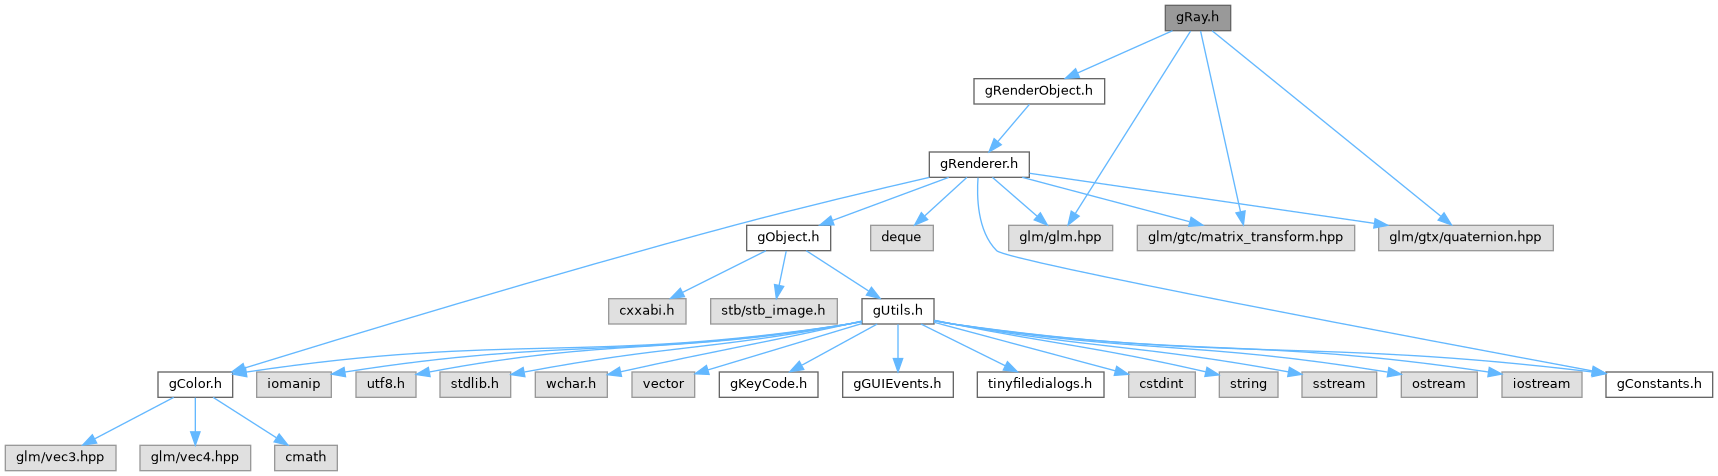 gRay.h
gRenderObject.h
gRenderer.h
gObject.h
deque
glm/glm.hpp
glm/gtc/matrix_transform.hpp
glm/gtx/quaternion.hpp
cxxabi.h
stb/stb_image.h
gUtils.h
gColor.h
iomanip
utf8.h
stdlib.h
wchar.h
vector
gKeyCode.h
gGUIEvents.h
tinyfiledialogs.h
cstdint
string
sstream
ostream
iostream
gConstants.h
glm/vec3.hpp
glm/vec4.hpp
cmath